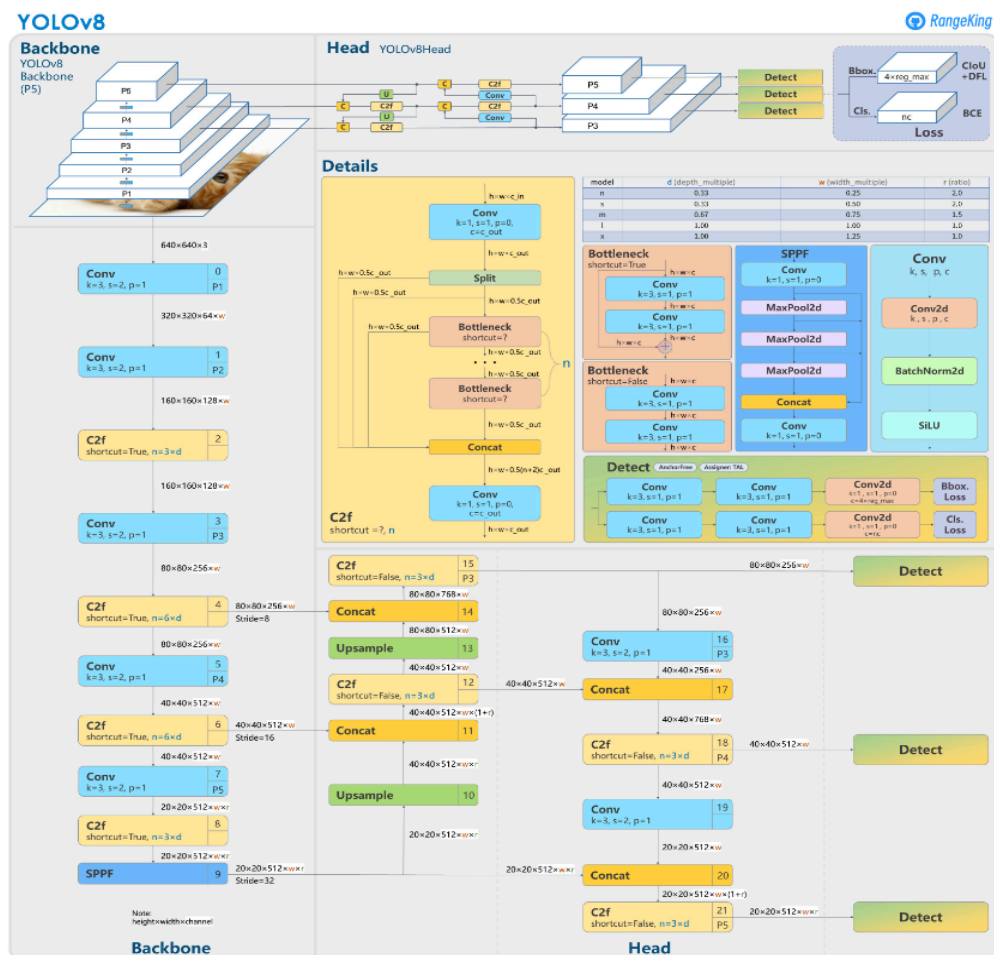 YOLOv8
RangeKing
Backbone
YOLOv8
Backbone
(P5)
P5
P4
P3
P2
P1
Head YOLOv8Head
U
C
C2f
U
C
C2f
C
C2f
Conv
C
C2f
Conv
P5
P4
P3
Detect
Detect
Detect
Bbox.
4×reg_max
CIoU
+DFL
Cls.
nc
BCE
Loss
640×640×3
Conv 0
k=3, s=2, p=1 P1
320×320×64×w
Conv 1
k=3, s=2, p=1 P2
160×160×128×w
C2f 2
shortcut=True, n=3×d
160×160×128×w
Conv 3
k=3, s=2, p=1 P3
80×80×256×w
C2f 4
shortcut=True, n=6×d
80×80×256×w
Stride=8
80×80×256×w
Conv 5
k=3, s=2, p=1 P4
40×40×512×w
C2f 6
shortcut=True, n=6×d
40×40×512×w
Stride=16
40×40×512×w
Conv 7
k=3, s=2, p=1 P5
20×20×512×w×r
C2f 8
shortcut=True, n=3×d
20×20×512×w×r
SPPF 9
20×20×512×w×r
Stride=32
Note:
height×width×channel
Backbone
Details
h×w×c_in
Conv
k=1, s=1, p=0,
c=c_out
h×w×c_out
h×w×0.5c_out
Split
h×w×0.5c_out
h×w×0.5c_out
h×w×0.5c_out
Bottleneck
shortcut=?
h×w×0.5c_out
. . .
n
h×w×0.5c_out
Bottleneck
shortcut=?
h×w×0.5c_out
Concat
h×w×0.5(n+2)c_out
Conv
k=1, s=1, p=0,
c=c_out
h×w×c_out
C2f
shortcut =?, n
model d (depth_multiple) w (width_multiple) r (ratio)
n 0.33 0.25 2.0
s 0.33 0.50 2.0
m 0.67 0.75 1.5
l 1.00 1.00 1.0
x 1.00 1.25 1.0
Bottleneck
shortcut=True
h×w×c
Conv
k=3, s=1, p=1
h×w×c
Conv
k=3, s=1, p=1
h×w×c
h×w×c
Bottleneck
shortcut=False
h×w×c
Conv
k=3, s=1, p=1
h×w×c
Conv
k=3, s=1, p=1
h×w×c
SPPF
Conv
k=1, s=1, p=0
MaxPool2d
MaxPool2d
MaxPool2d
Concat
Conv
k=1, s=1, p=0
Conv
k, s, p, c
Conv2d
k, s, p, c
BatchNorm2d
SiLU
Detect Anchor-Free Assigner: TAL
Conv
k=3, s=1, p=1
Conv
k=3, s=1, p=1
Conv2d
k=1, s=1, p=0
c=4×reg_max
Bbox.
Loss
Conv
k=3, s=1, p=1
Conv
k=3, s=1, p=1
Conv2d
k=1, s=1, p=0
c=nc
Cls.
Loss
C2f 15
shortcut=False, n=3×d P3
80×80×256×w
Detect
80×80×768×w
Concat 14
80×80×512×w
Upsample 13
40×40×512×w
C2f 12
shortcut=False, n=3×d
40×40×512×w
40×40×512×w×(1+r)
Concat 11
40×40×512×w×r
Upsample 10
20×20×512×w×r
80×80×256×w
Conv 16
k=3, s=2, p=1 P3
40×40×256×w
Concat 17
40×40×768×w
C2f 18
shortcut=False, n=3×d P4
40×40×512×w
Detect
40×40×512×w
Conv 19
k=3, s=2, p=1
20×20×512×w
20×20×512×w×r
Concat 20
20×20×512×w×(1+r)
C2f 21
shortcut=False, n=3×d P5
20×20×512×w×r
Detect
Head